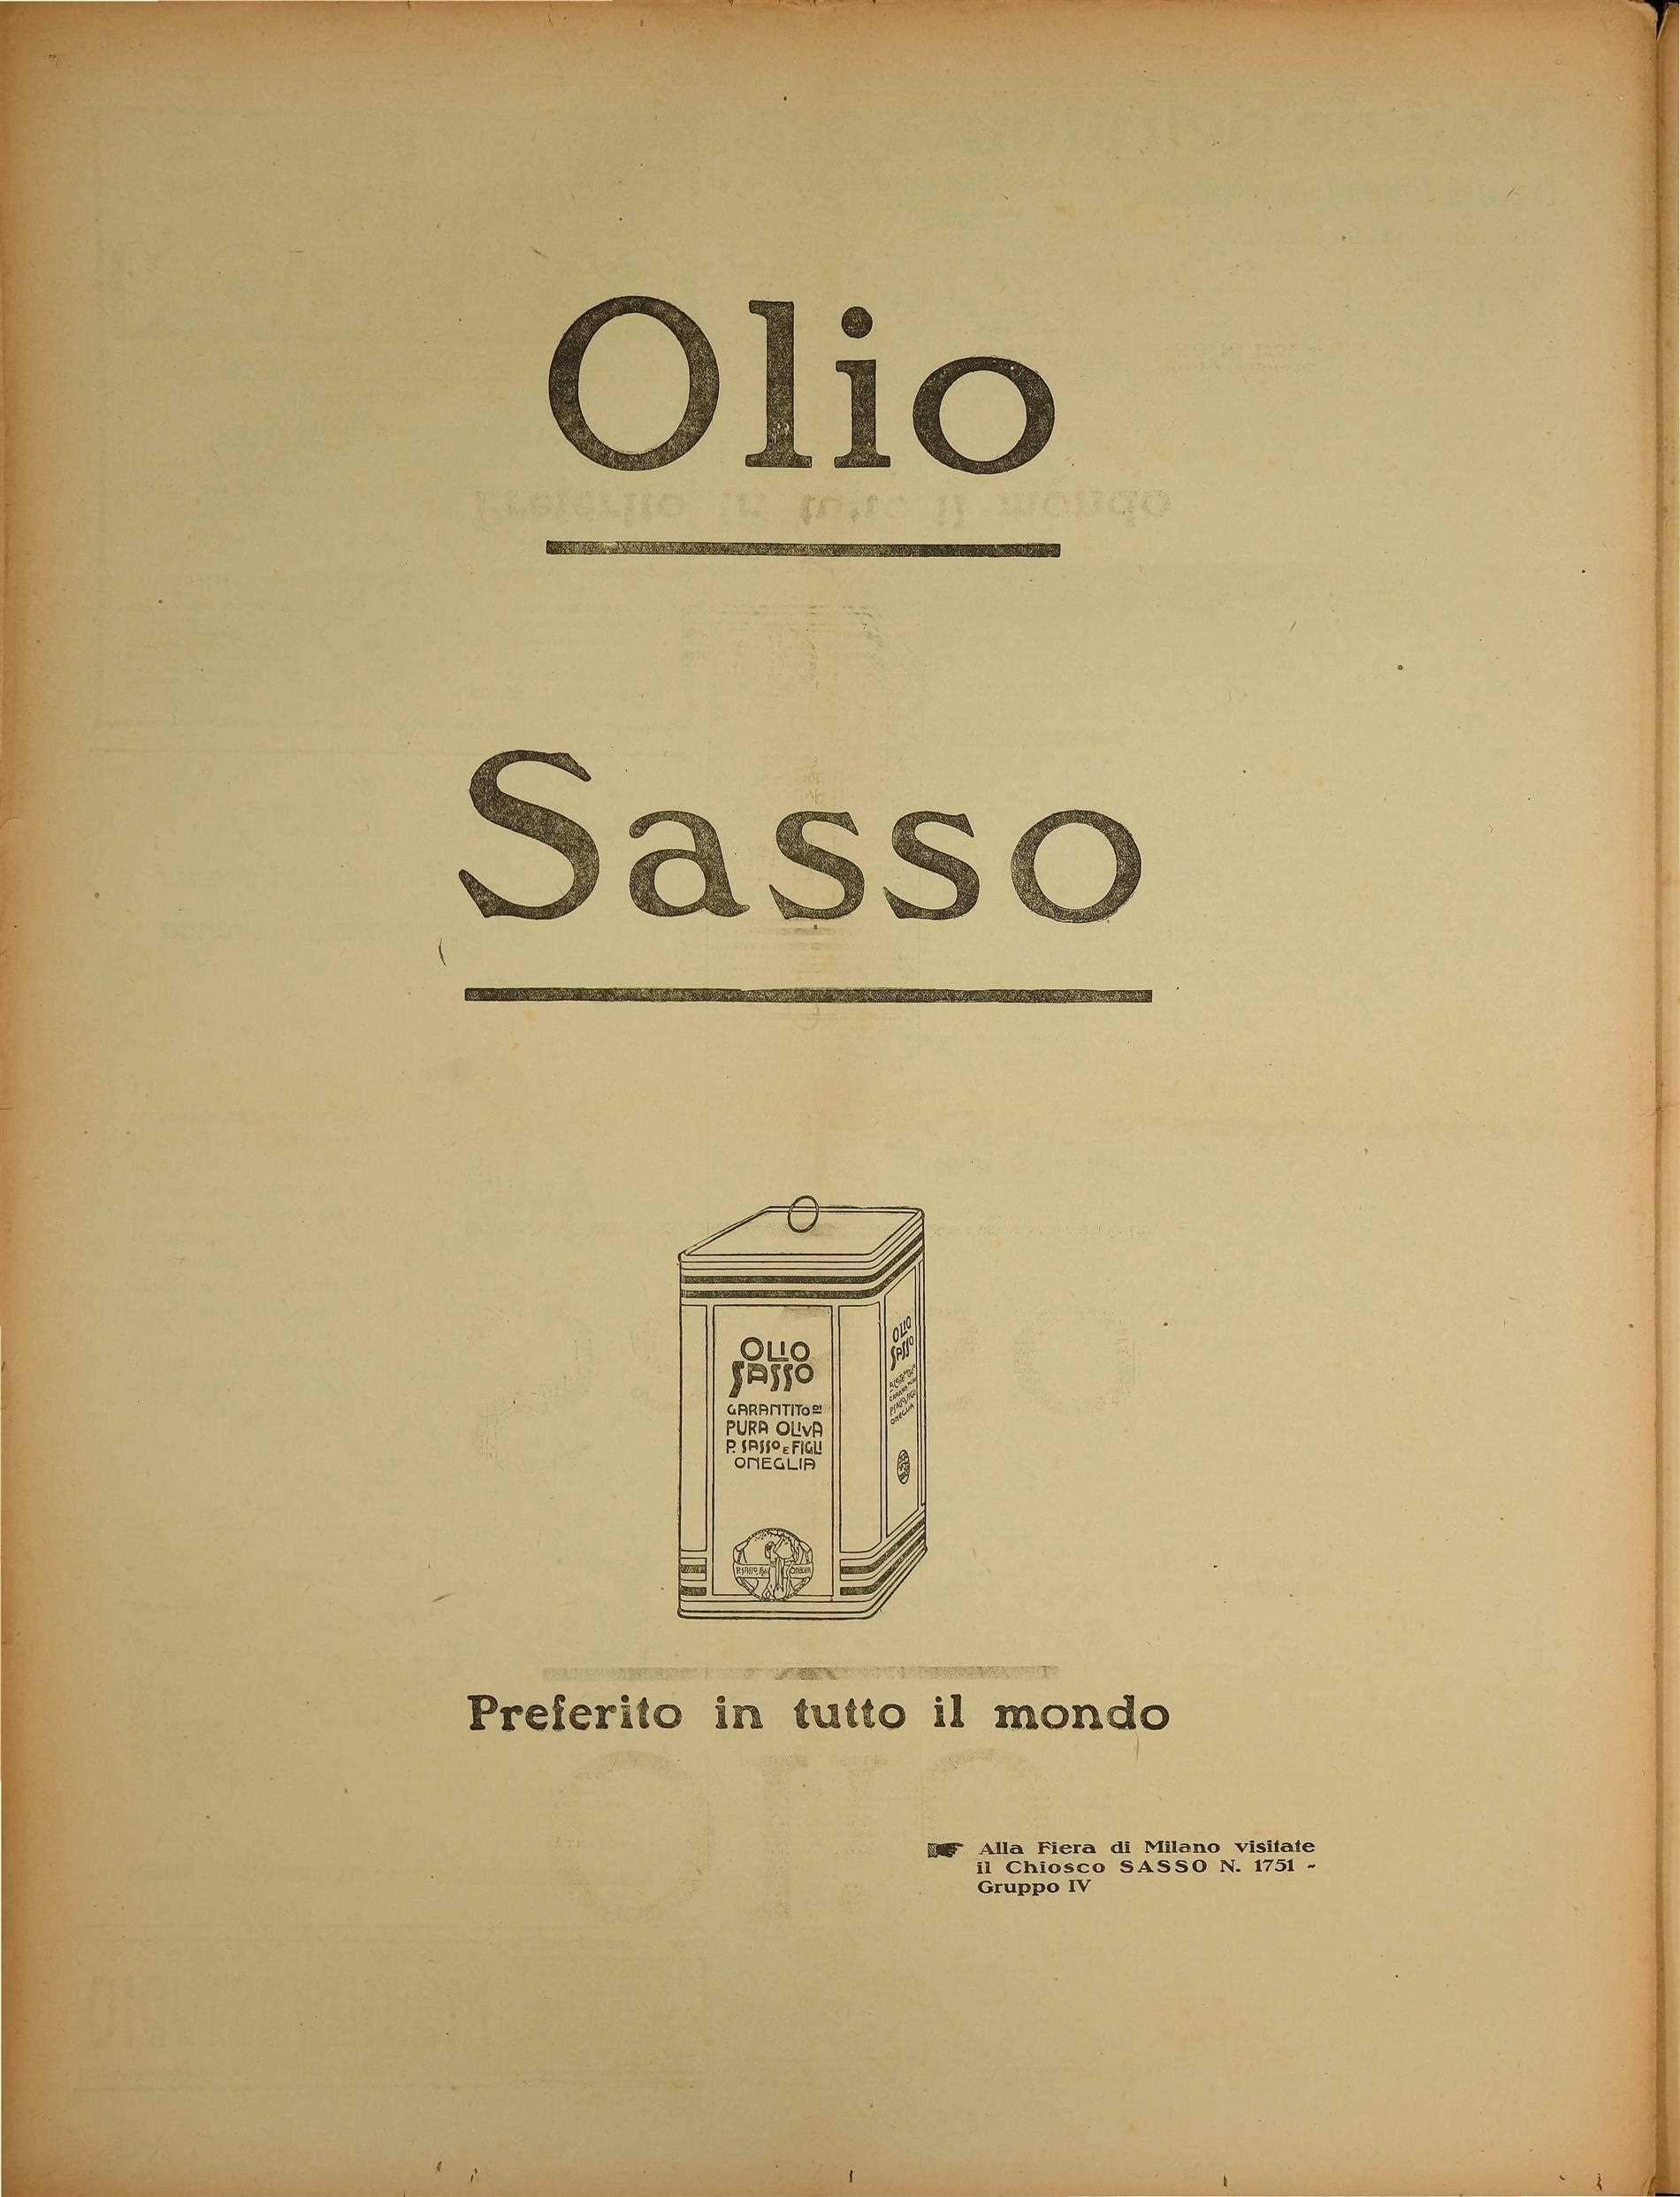 Olio
Sasso
OLIO
SASSO
GARANTITO DI
PURA OLIVA
P. SASSO E FIGLI
ONEGLIA
OLIO
SASSO
ONEGLIA
Preferito in tutto il mondo
☛ Alla Fiera di Milano visitate
il Chiosco SASSO N. 1751 -
Gruppo IV